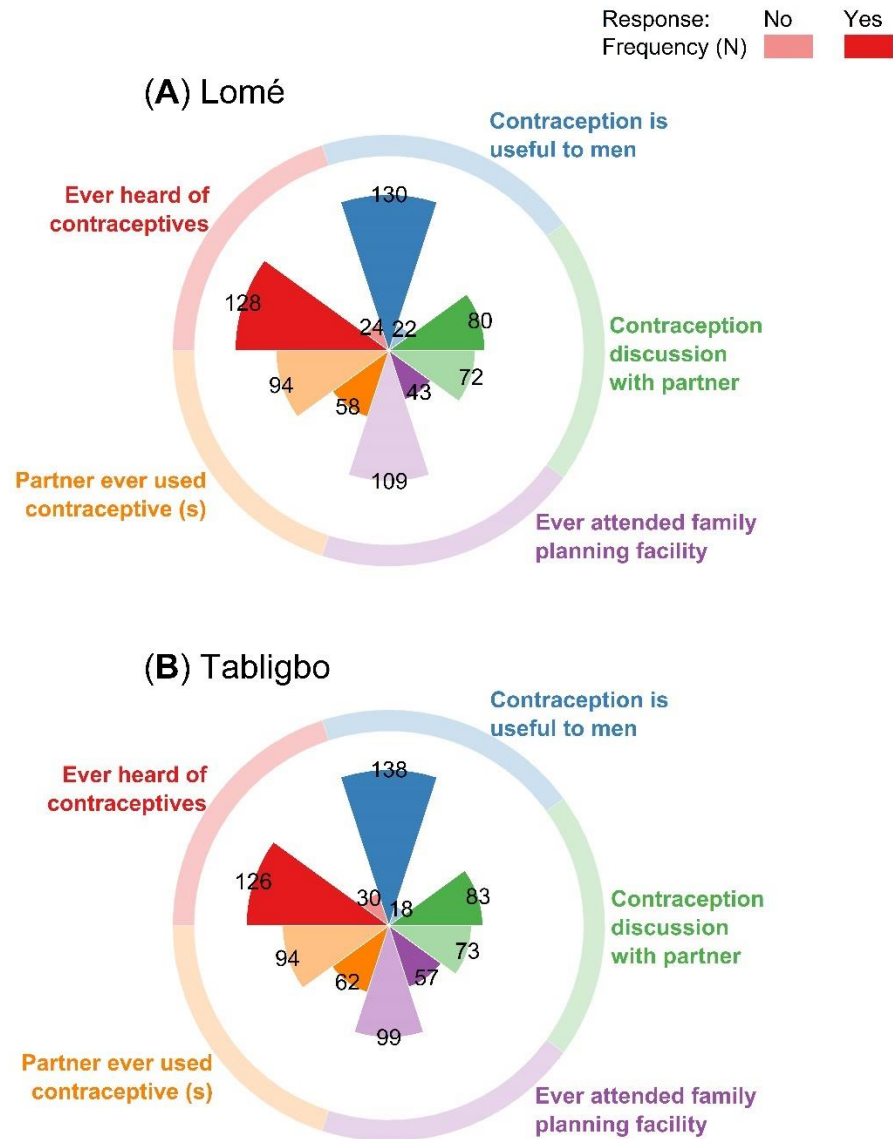 Response: No Yes
Frequency (N)
(A) Lomé
Contraception is
useful to men
Ever heard of
contraceptives
130
128
24
22
80
Contraception
discussion
with partner
94
58
43
72
109
Partner ever used
contraceptive (s)
Ever attended family
planning facility
(B) Tabligbo
Contraception is
useful to men
Ever heard of
contraceptives
138
126
30
18
83
Contraception
discussion
with partner
94
62
57
73
99
Partner ever used
contraceptive (s)
Ever attended family
planning facility